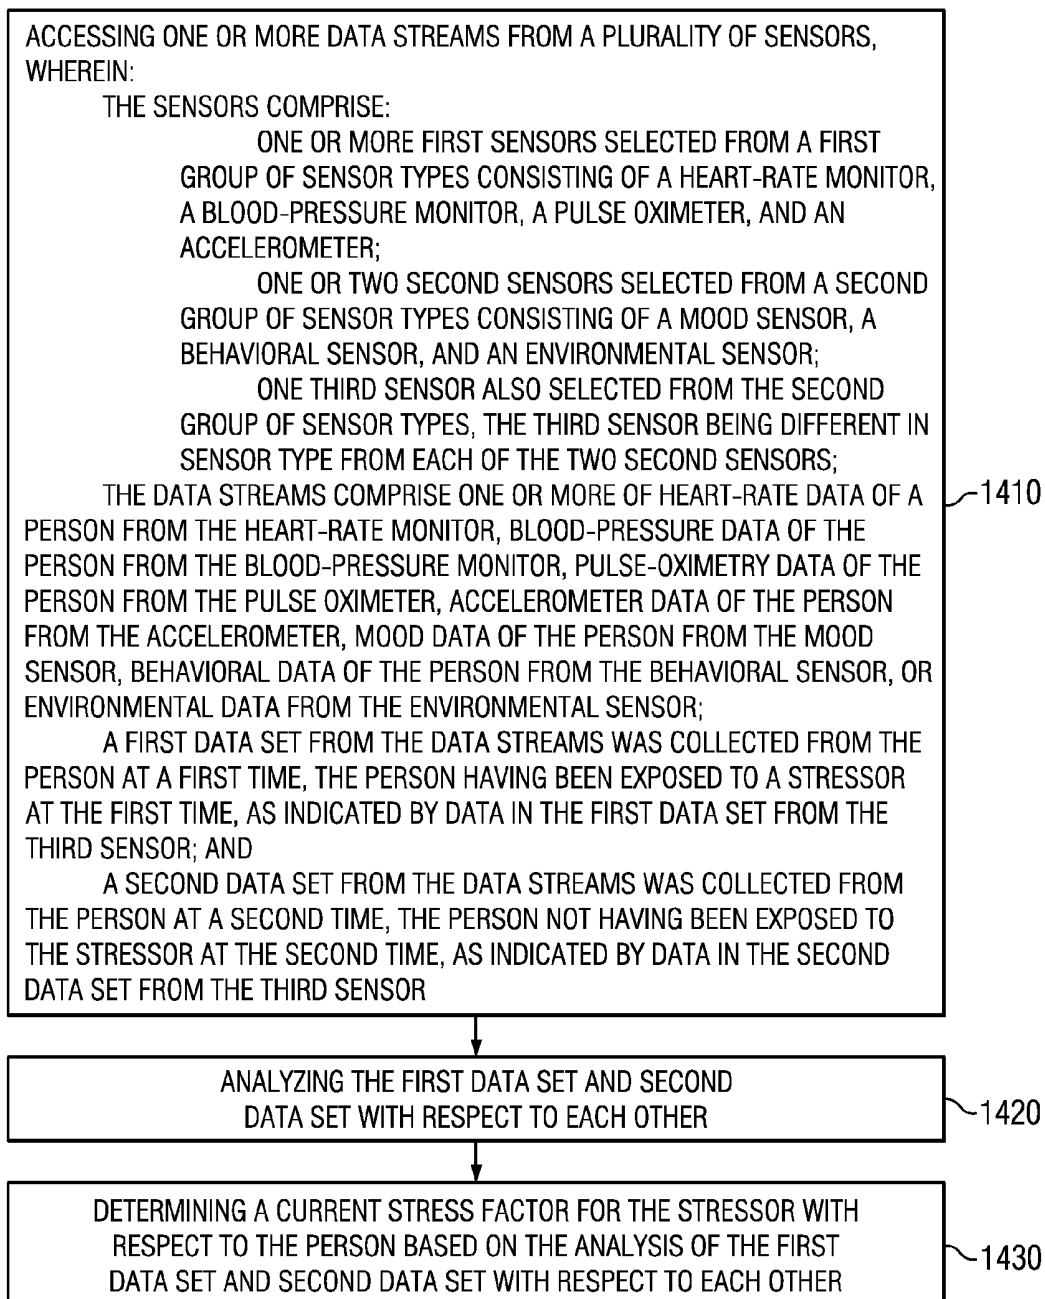 ACCESSING ONE OR MORE DATA STREAMS FROM A PLURALITY OF SENSORS,
WHEREIN:
THE SENSORS COMPRISE:
ONE OR MORE FIRST SENSORS SELECTED FROM A FIRST
GROUP OF SENSOR TYPES CONSISTING OF A HEART-RATE MONITOR,
A BLOOD-PRESSURE MONITOR, A PULSE OXIMETER, AND AN
ACCELEROMETER;
ONE OR TWO SECOND SENSORS SELECTED FROM A SECOND
GROUP OF SENSOR TYPES CONSISTING OF A MOOD SENSOR, A
BEHAVIORAL SENSOR, AND AN ENVIRONMENTAL SENSOR;
ONE THIRD SENSOR ALSO SELECTED FROM THE SECOND
GROUP OF SENSOR TYPES, THE THIRD SENSOR BEING DIFFERENT IN
SENSOR TYPE FROM EACH OF THE TWO SECOND SENSORS;
THE DATA STREAMS COMPRISE ONE OR MORE OF HEART-RATE DATA OF A
PERSON FROM THE HEART-RATE MONITOR, BLOOD-PRESSURE DATA OF THE
PERSON FROM THE BLOOD-PRESSURE MONITOR, PULSE-OXIMETRY DATA OF THE
PERSON FROM THE PULSE OXIMETER, ACCELEROMETER DATA OF THE PERSON
FROM THE ACCELEROMETER, MOOD DATA OF THE PERSON FROM THE MOOD
SENSOR, BEHAVIORAL DATA OF THE PERSON FROM THE BEHAVIORAL SENSOR, OR
ENVIRONMENTAL DATA FROM THE ENVIRONMENTAL SENSOR;
A FIRST DATA SET FROM THE DATA STREAMS WAS COLLECTED FROM THE
PERSON AT A FIRST TIME, THE PERSON HAVING BEEN EXPOSED TO A STRESSOR
AT THE FIRST TIME, AS INDICATED BY DATA IN THE FIRST DATA SET FROM THE
THIRD SENSOR; AND
A SECOND DATA SET FROM THE DATA STREAMS WAS COLLECTED FROM
THE PERSON AT A SECOND TIME, THE PERSON NOT HAVING BEEN EXPOSED TO
THE STRESSOR AT THE SECOND TIME, AS INDICATED BY DATA IN THE SECOND
DATA SET FROM THE THIRD SENSOR
1410
ANALYZING THE FIRST DATA SET AND SECOND
DATA SET WITH RESPECT TO EACH OTHER
1420
DETERMINING A CURRENT STRESS FACTOR FOR THE STRESSOR WITH
RESPECT TO THE PERSON BASED ON THE ANALYSIS OF THE FIRST
DATA SET AND SECOND DATA SET WITH RESPECT TO EACH OTHER
1430